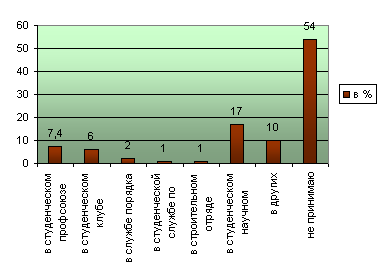 60
50
40
30
20
10
0
7,4
6
2
1
1
17
10
54
в студенческом
профсоюзе
в студенческом
клубе
в службе порядка
в студенческой
службе по
в строительном
отряде
в студенческом
научном
в других
не принимаю
в %